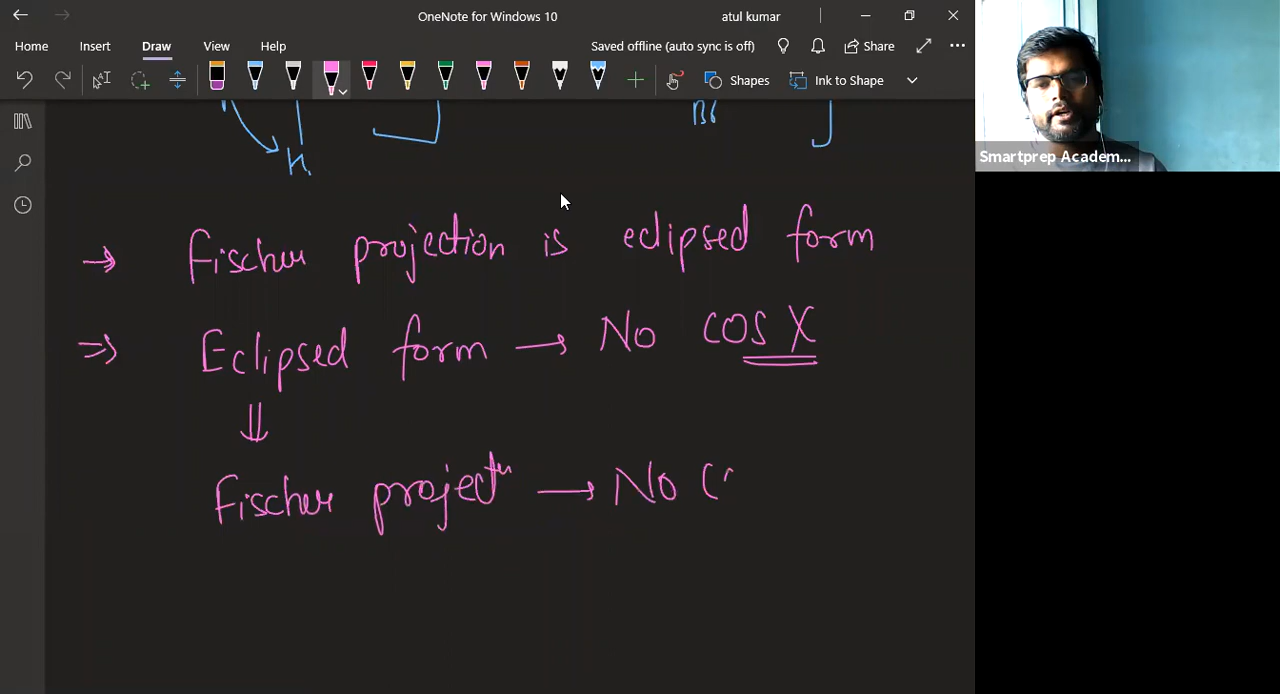 OneNote for Windows 10
atul kumar
Home Insert Draw View Help
Saved offline (auto sync is off)
Share
Shapes
Ink to Shape
Smartprep Academ...
Br
H
→ Fischer projection is eclipsed form
⇒ Eclipsed form → No COS X
⇓
Fischer projectn → No C